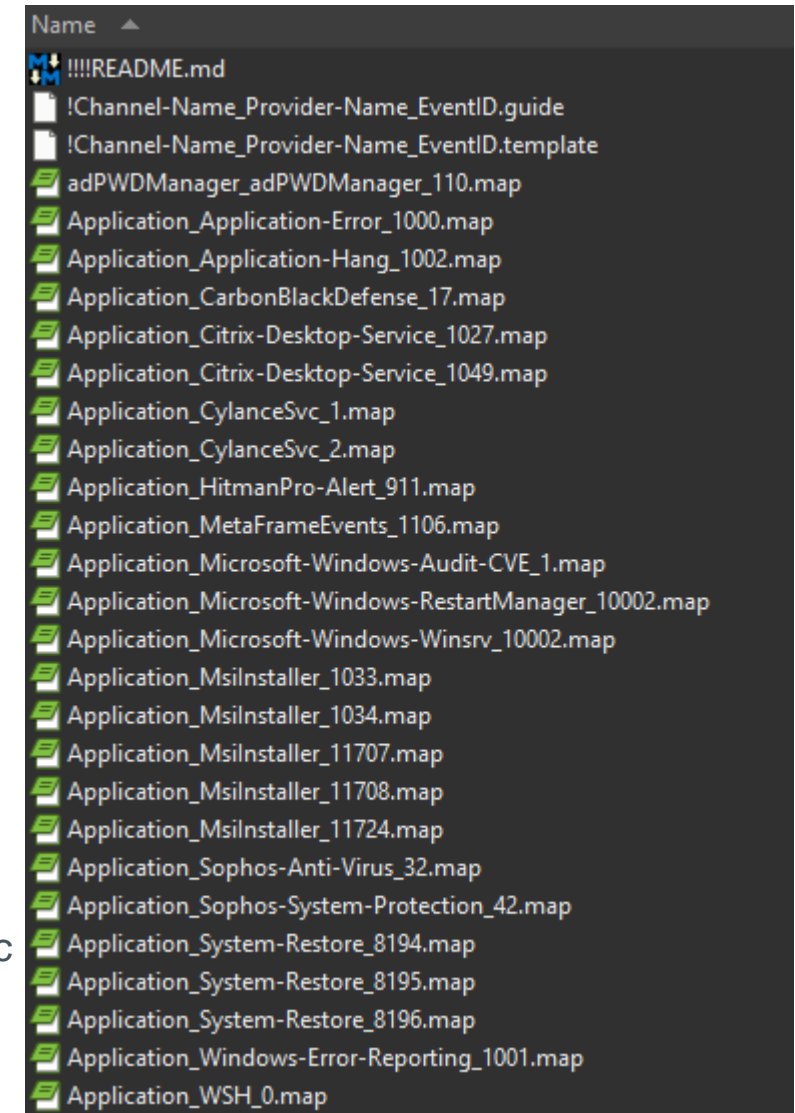 Name
!!!!README.md
!Channel-Name_Provider-Name_EventID.guide
!Channel-Name_Provider-Name_EventID.template
adPWDManager_adPWDManager_110.map
Application_Application-Error_1000.map
Application_Application-Hang_1002.map
Application_CarbonBlackDefense_17.map
Application_Citrix-Desktop-Service_1027.map
Application_Citrix-Desktop-Service_1049.map
Application_CylanceSvc_1.map
Application_CylanceSvc_2.map
Application_HitmanPro-Alert_911.map
Application_MetaFrameEvents_1106.map
Application_Microsoft-Windows-Audit-CVE_1.map
Application_Microsoft-Windows-RestartManager_10002.map
Application_Microsoft-Windows-Winsrv_10002.map
Application_MsiInstaller_1033.map
Application_MsiInstaller_1034.map
Application_MsiInstaller_11707.map
Application_MsiInstaller_11708.map
Application_MsiInstaller_11724.map
Application_Sophos-Anti-Virus_32.map
Application_Sophos-System-Protection_42.map
c Application_System-Restore_8194.map
Application_System-Restore_8195.map
Application_System-Restore_8196.map
Application_Windows-Error-Reporting_1001.map
Application_WSH_0.map